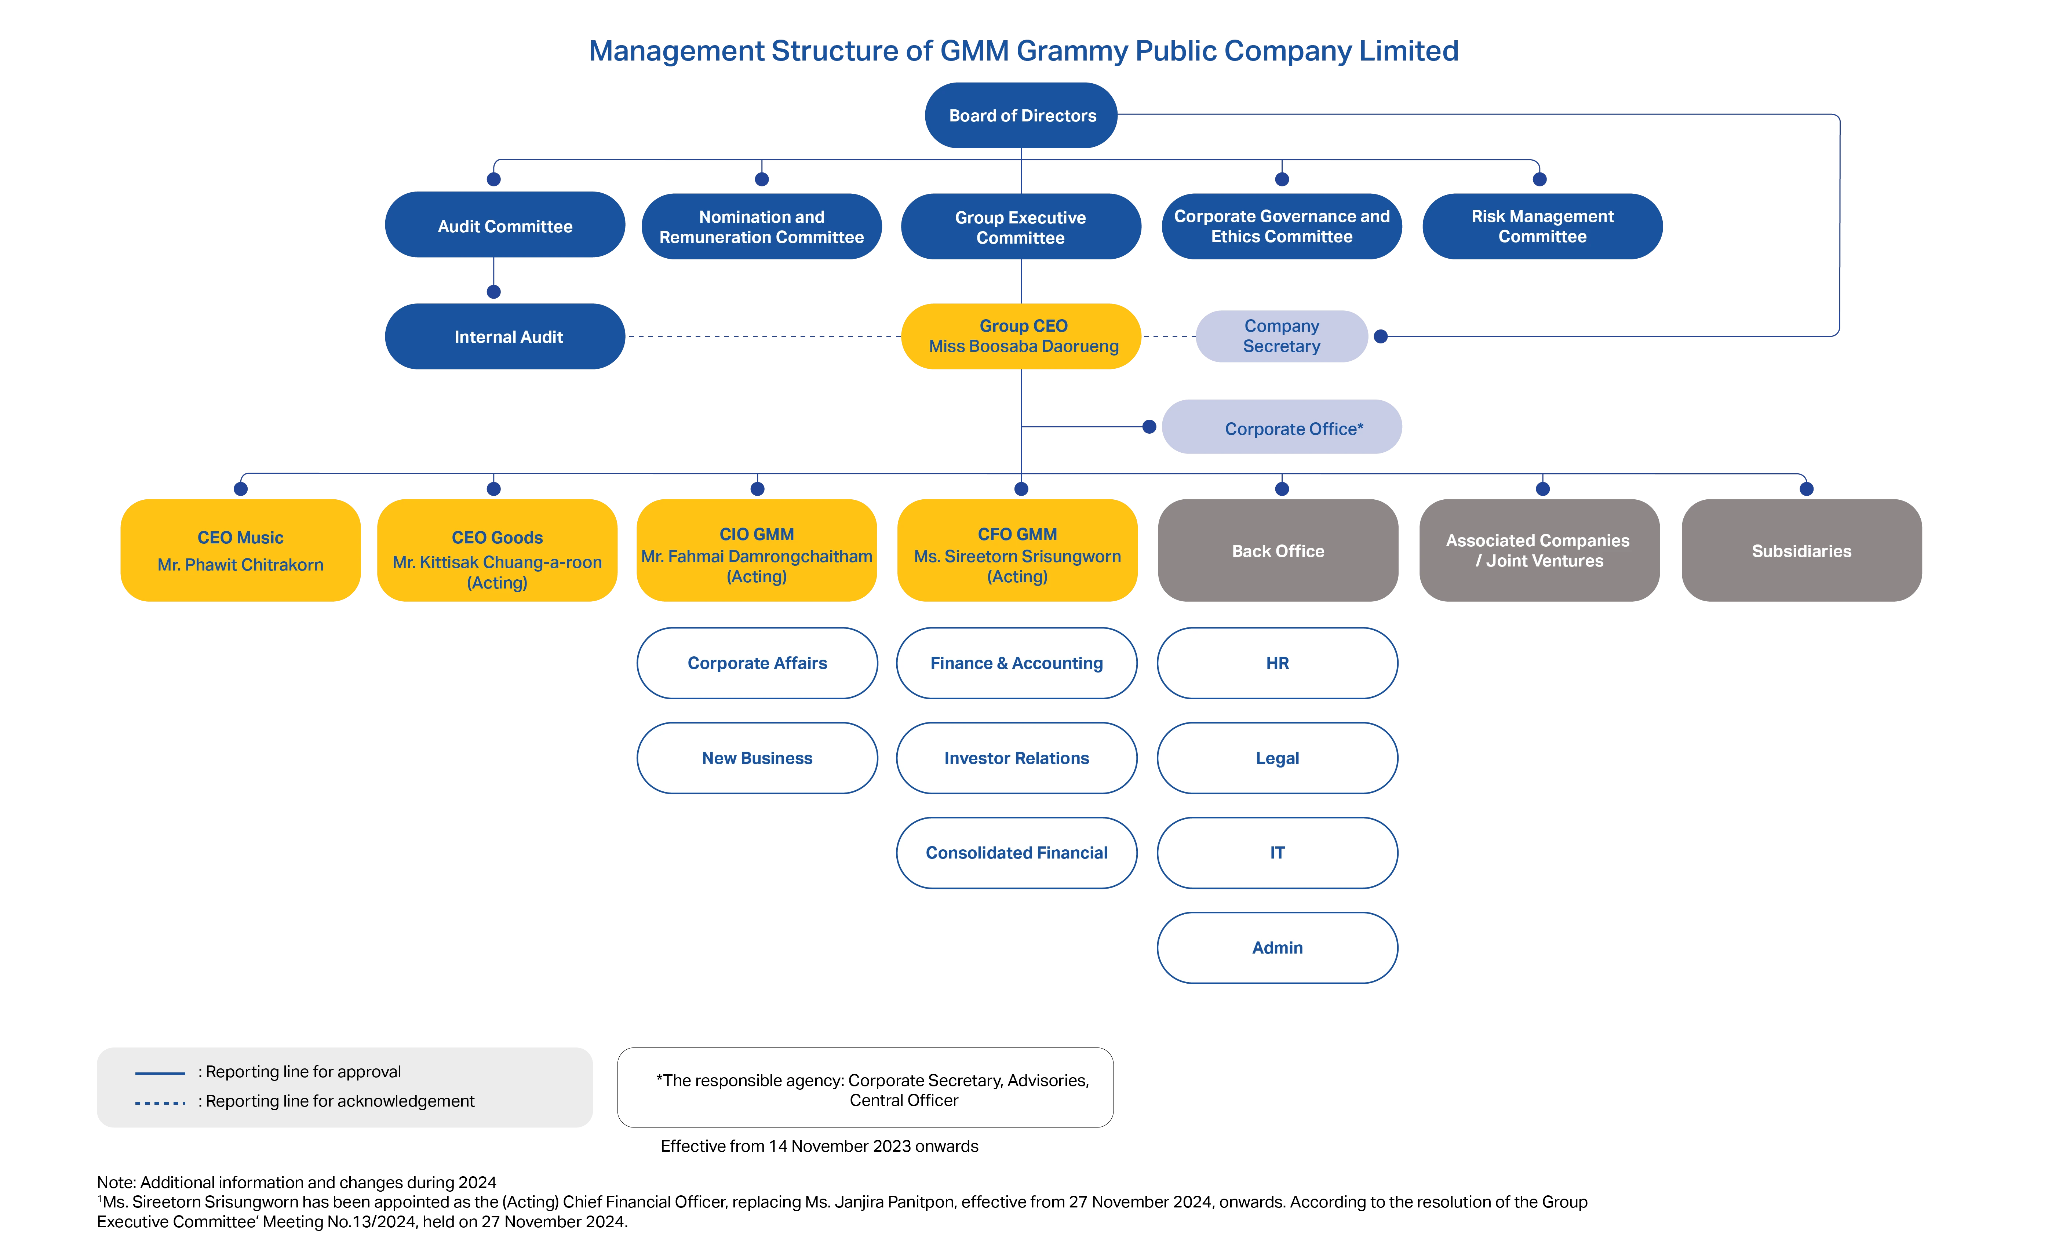 Management Structure of GMM Grammy Public Company Limited
Board of Directors
Audit Committee
Nomination and
Remuneration Committee
Group Executive
Committee
Corporate Governance and
Ethics Committee
Risk Management
Committee
Internal Audit
Group CEO
Miss Boosaba Daorueng
Company
Secretary
Corporate Office*
CEO Music
Mr. Phawit Chitrakorn
CEO Goods
Mr. Kittisak Chuang-a-roon
(Acting)
CIO GMM
Mr. Fahmai Damrongchaitham
(Acting)
CFO GMM
Ms. Sireetorn Srisungworn
(Acting)
Back Office
Associated Companies
/ Joint Ventures
Subsidiaries
Corporate Affairs
Finance & Accounting
HR
New Business
Investor Relations
Legal
Consolidated Financial
IT
Admin
: Reporting line for approval
: Reporting line for acknowledgement
*The responsible agency: Corporate Secretary, Advisories,
Central Officer
Effective from 14 November 2023 onwards
Note: Additional information and changes during 2024
¹Ms. Sireetorn Srisungworn has been appointed as the (Acting) Chief Financial Officer, replacing Ms. Janjira Panitpon, effective from 27 November 2024, onwards. According to the resolution of the Group
Executive Committee' Meeting No.13/2024, held on 27 November 2024.